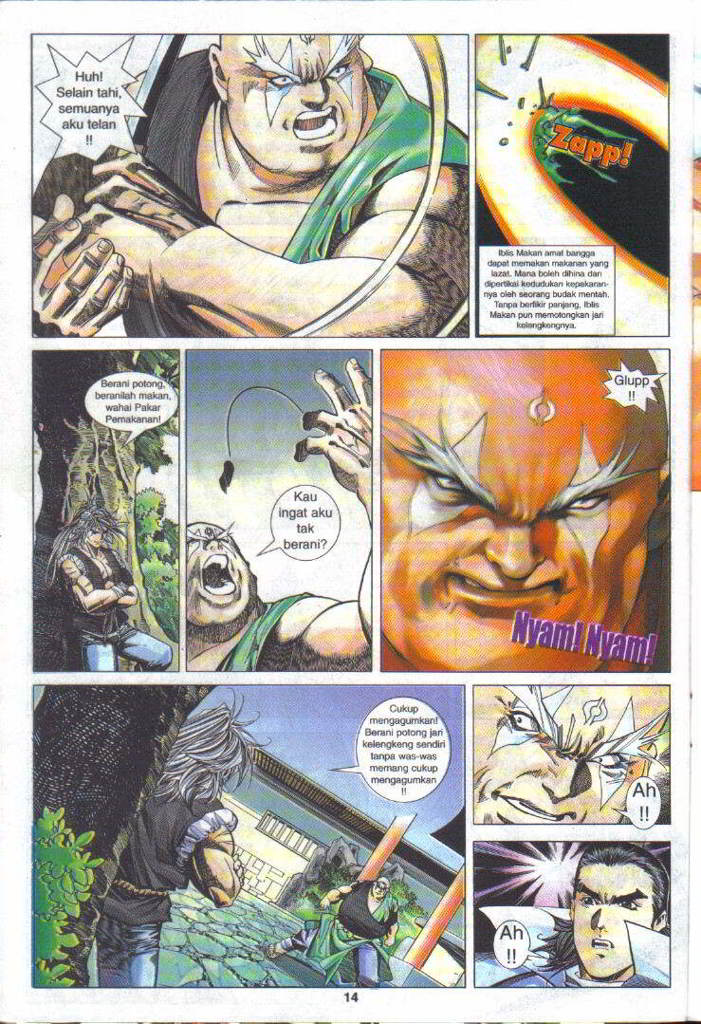 Huh!
Selain tahi,
semuanya
aku telan
!!
Zapp!
Iblis Makan amat bangga
dapat memakan makanan yang
lazat. Mana boleh dihina dan
dipertikai kedudukan kepakaran-
nya oleh seorang budak mentah.
Tanpa berfikir panjang, Iblis
Makan pun memotongkan jari
kelengkengnya.
Berani potong,
beranilah makan,
wahai Pakar
Pemakanan!
Kau
ingat aku
tak
berani?
Glupp
!!
Nyam! Nyam!
Cukup
mengagumkan!
Berani potong jari
kelengkeng sendiri
tanpa was-was
memang cukup
mengagumkan
!!
Ah
!!
Ah
!!
14